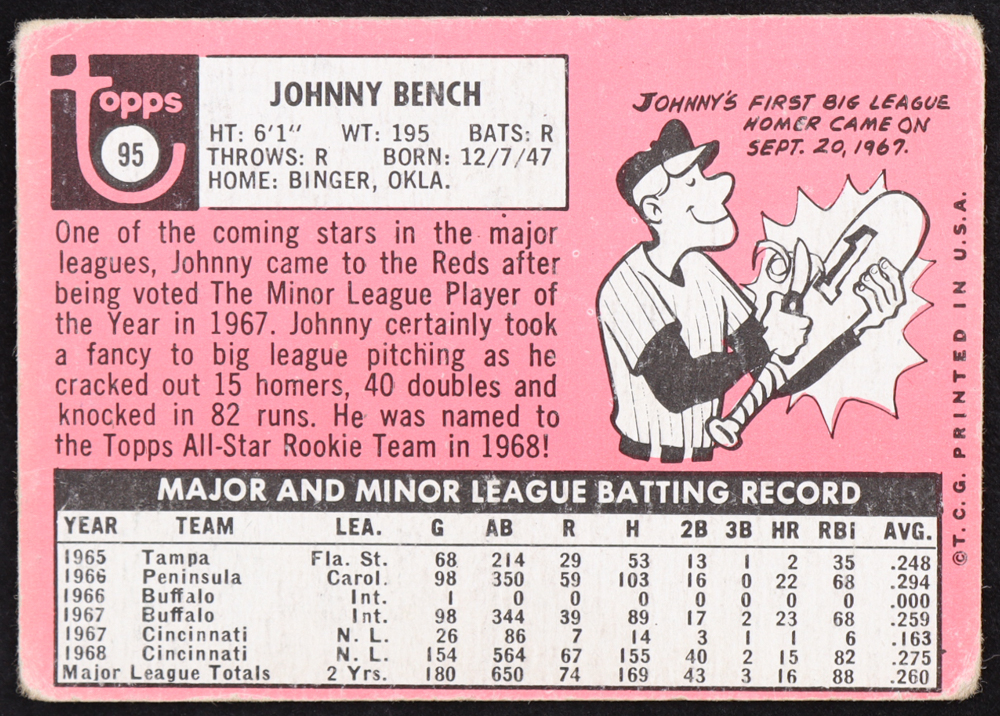 topps
95
JOHNNY BENCH
HT: 6'1" WT: 195 BATS: R
THROWS: R BORN: 12/7/47
HOME: BINGER, OKLA.
JOHNNY'S FIRST BIG LEAGUE
HOMER CAME ON
SEPT. 20, 1967.
1
One of the coming stars in the major
leagues, Johnny came to the Reds after
being voted The Minor League Player of
the Year in 1967. Johnny certainly took
a fancy to big league pitching as he
cracked out 15 homers, 40 doubles and
knocked in 82 runs. He was named to
the Topps All-Star Rookie Team in 1968!
©T.C.G. PRINTED IN U.S.A.
MAJOR AND MINOR LEAGUE BATTING RECORD
YEAR TEAM LEA. G AB R H 2B 3B HR RBI AVG.
1965 Tampa Fla. St. 68 214 29 53 13 1 2 35 .248
1966 Peninsula Carol. 98 350 59 103 16 0 22 68 .294
1966 Buffalo Int. 1 0 0 0 0 0 0 0 .000
1967 Buffalo Int. 98 344 39 89 17 2 23 68 .259
1967 Cincinnati N. L. 26 86 7 14 3 1 1 6 .163
1968 Cincinnati N. L. 154 564 67 155 40 2 15 82 .275
Major League Totals 2 Yrs. 180 650 74 169 43 3 16 88 .260